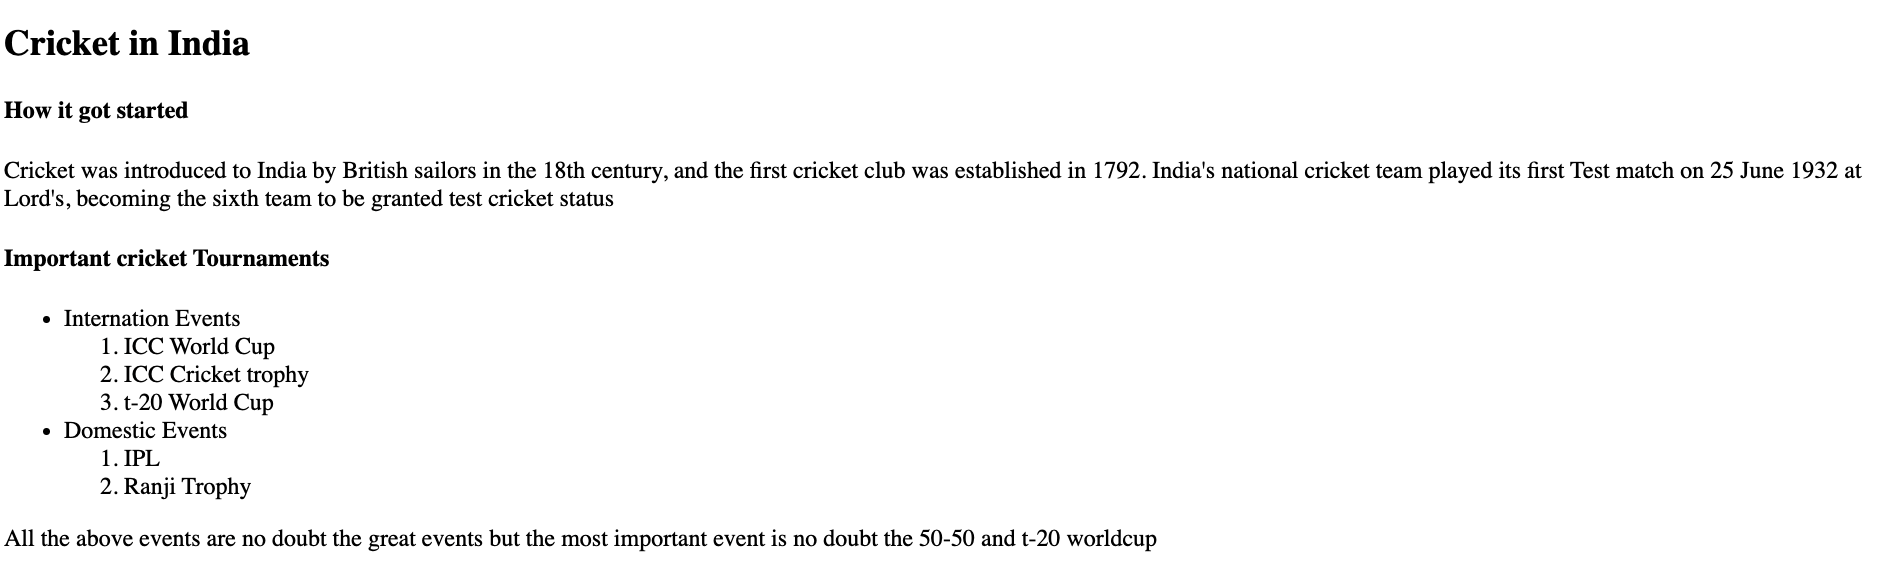 Cricket in India
How it got started
Cricket was introduced to India by British sailors in the 18th century, and the first cricket club was established in 1792. India's national cricket team played its first Test match on 25 June 1932 at
Lord's, becoming the sixth team to be granted test cricket status
Important cricket Tournaments
• Internation Events
1. ICC World Cup
2. ICC Cricket trophy
3. t-20 World Cup
• Domestic Events
1. IPL
2. Ranji Trophy
All the above events are no doubt the great events but the most important event is no doubt the 50-50 and t-20 worldcup